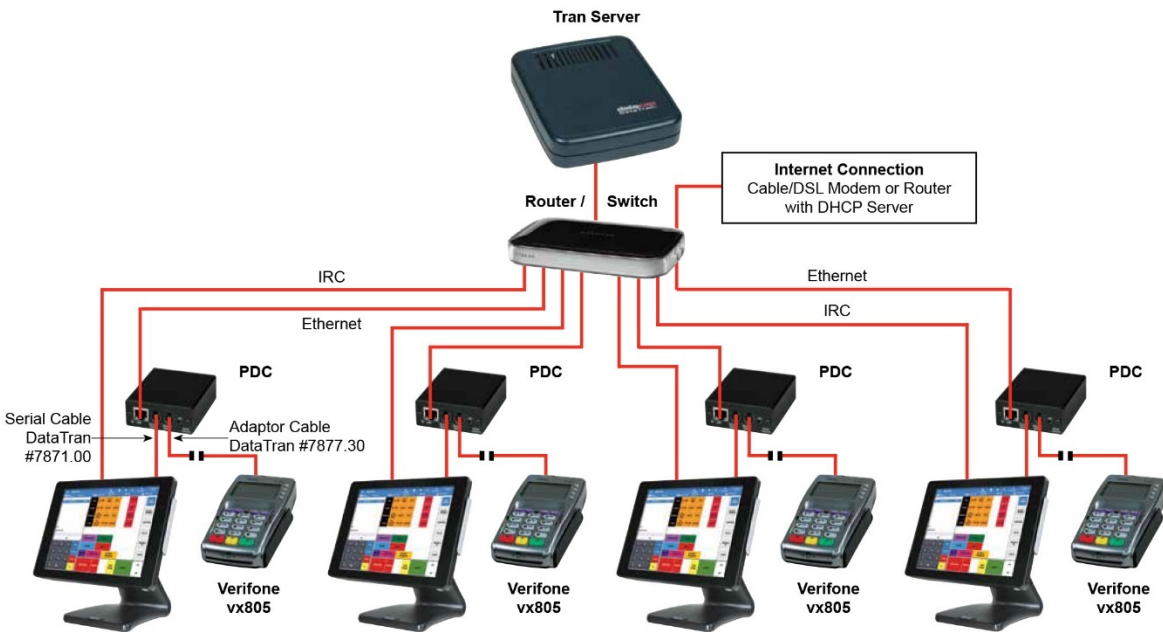 Tran Server
Internet Connection
Cable/DSL Modem or Router
with DHCP Server
Router / Switch
IRC
Ethernet
Ethernet
IRC
PDC
PDC
PDC
PDC
Serial Cable
DataTran
#7871.00
Adaptor Cable
DataTran #7877.30
Verifone
vx805
Verifone
vx805
Verifone
vx805
Verifone
vx805